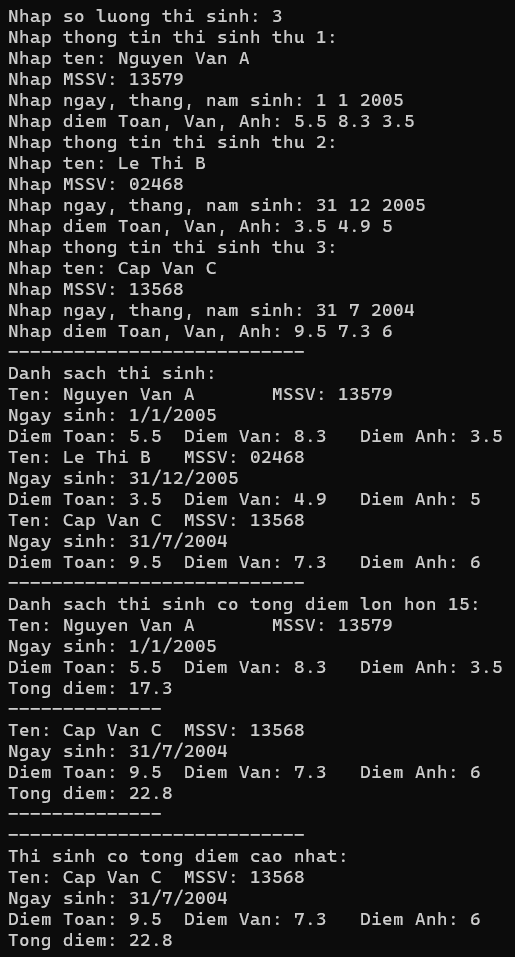 Nhap so luong thi sinh: 3
Nhap thong tin thi sinh thu 1:
Nhap ten: Nguyen Van A
Nhap MSSV: 13579
Nhap ngay, thang, nam sinh: 1 1 2005
Nhap diem Toan, Van, Anh: 5.5 8.3 3.5
Nhap thong tin thi sinh thu 2:
Nhap ten: Le Thi B
Nhap MSSV: 02468
Nhap ngay, thang, nam sinh: 31 12 2005
Nhap diem Toan, Van, Anh: 3.5 4.9 5
Nhap thong tin thi sinh thu 3:
Nhap ten: Cap Van C
Nhap MSSV: 13568
Nhap ngay, thang, nam sinh: 31 7 2004
Nhap diem Toan, Van, Anh: 9.5 7.3 6
---------------------------
Danh sach thi sinh:
Ten: Nguyen Van A       MSSV: 13579
Ngay sinh: 1/1/2005
Diem Toan: 5.5  Diem Van: 8.3   Diem Anh: 3.5
Ten: Le Thi B   MSSV: 02468
Ngay sinh: 31/12/2005
Diem Toan: 3.5  Diem Van: 4.9   Diem Anh: 5
Ten: Cap Van C  MSSV: 13568
Ngay sinh: 31/7/2004
Diem Toan: 9.5  Diem Van: 7.3   Diem Anh: 6
---------------------------
Danh sach thi sinh co tong diem lon hon 15:
Ten: Nguyen Van A       MSSV: 13579
Ngay sinh: 1/1/2005
Diem Toan: 5.5  Diem Van: 8.3   Diem Anh: 3.5
Tong diem: 17.3
--------------
Ten: Cap Van C  MSSV: 13568
Ngay sinh: 31/7/2004
Diem Toan: 9.5  Diem Van: 7.3   Diem Anh: 6
Tong diem: 22.8
--------------
---------------------------
Thi sinh co tong diem cao nhat:
Ten: Cap Van C  MSSV: 13568
Ngay sinh: 31/7/2004
Diem Toan: 9.5  Diem Van: 7.3   Diem Anh: 6
Tong diem: 22.8